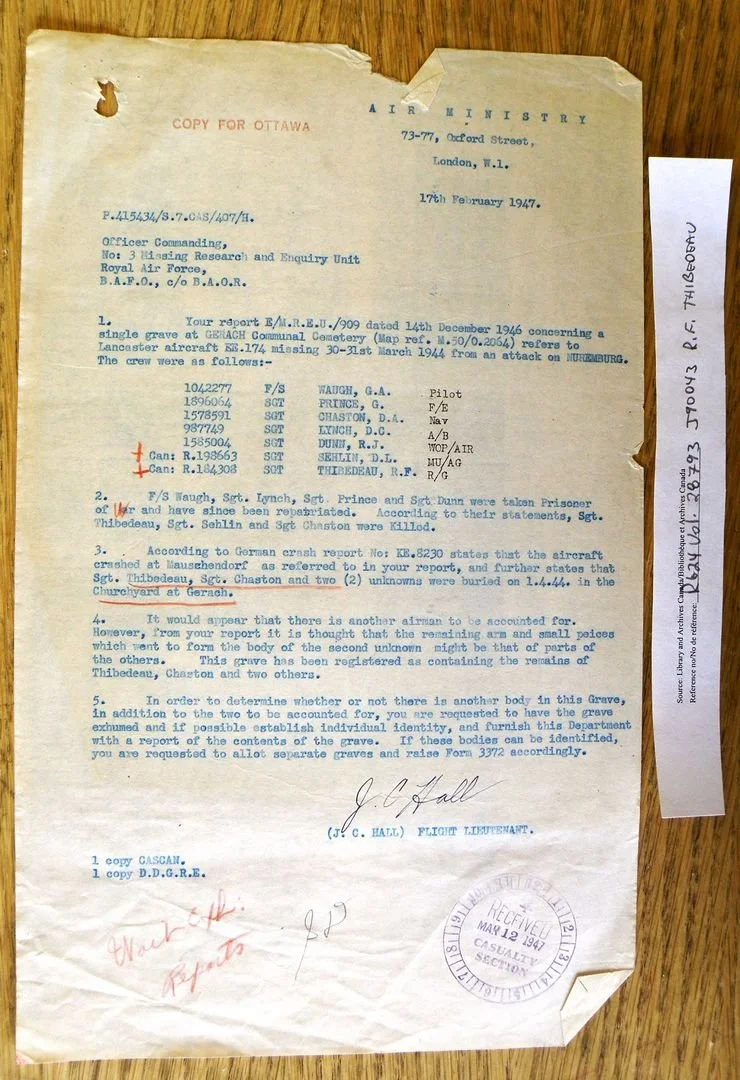 AIR MINISTRY
COPY FOR OTTAWA
73-77, Oxford Street,
London, W.1.
17th February 1947.
P.415434/S.7.CAS/407/H.
Officer Commanding,
No: 3 Missing Research and Enquiry Unit
Royal Air Force,
B.A.F.O., c/o B.A.O.R.
1. Your report E/M.R.E.U./909 dated 14th December 1946 concerning a
single grave at GERACH Communal Cemetery (Map ref. M.50/0.2064) refers to
Lancaster aircraft EE.174 missing 30-31st March 1944 from an attack on NUREMBURG.
The crew were as follows:-
1042277 F/S WAUGH, G.A. Pilot
1896064 SGT PRINCE, G. F/E
1578591 SGT CHASTON, D.A. Nav
987749 SGT LYNCH, D.C. A/B
1585004 SGT DUNN, R.J. WOP/AIR
Can: R.198663 SGT SEHLIN, D.L. MU/AG
Can: R.184308 SGT THIBEDEAU, R.F. R/G
2. F/S Waugh, Sgt. Lynch, Sgt. Prince and Sgt Dunn were taken Prisoner
of War and have since been repatriated. According to their statements, Sgt.
Thibedeau, Sgt. Sehlin and Sgt Chaston were Killed.
3. According to German crash report No: KE.8230 states that the aircraft
crashed at Mauschendorf as referred to in your report, and further states that
Sgt. Thibedeau, Sgt. Chaston and two (2) unknowns were buried on 1.4.44. in the
Churchyard at Gerach.
4. It would appear that there is another airman to be accounted for.
However, from your report it is thought that the remaining arm and small peices
which went to form the body of the second unknown might be that of parts of
the others. This grave has been registered as containing the remains of
Thibedeau, Chaston and two others.
5. In order to determine whether or not there is another body in this Grave,
in addition to the two to be accounted for, you are requested to have the grave
exhumed and if possible establish individual identity, and furnish this Department
with a report of the contents of the grave. If these bodies can be identified,
you are requested to allot separate graves and raise Form 3372 accordingly.
J. C Hall
(J. C. HALL) FLIGHT LIEUTENANT.
1 copy CASCAN.
1 copy D.D.G.R.E.
Reports
RECEIVED
MAR 12 1947
CASUALTY
SECTION
Source: Library and Archives Canada/Bibliothèque et Archives Canada
Reference no/No de référence: R624 Vol. 28793 J90043 R.F. THIBEDEAU